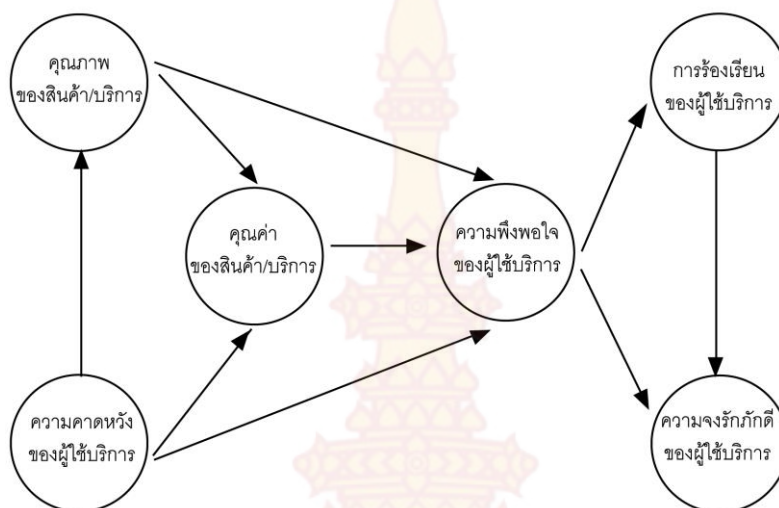 คุณภาพ
ของสินค้า/บริการ
การร้องเรียน
ของผู้ใช้บริการ
คุณค่า
ของสินค้า/บริการ
ความพึงพอใจ
ของผู้ใช้บริการ
ความคาดหวัง
ของผู้ใช้บริการ
ความจงรักภักดี
ของผู้ใช้บริการ